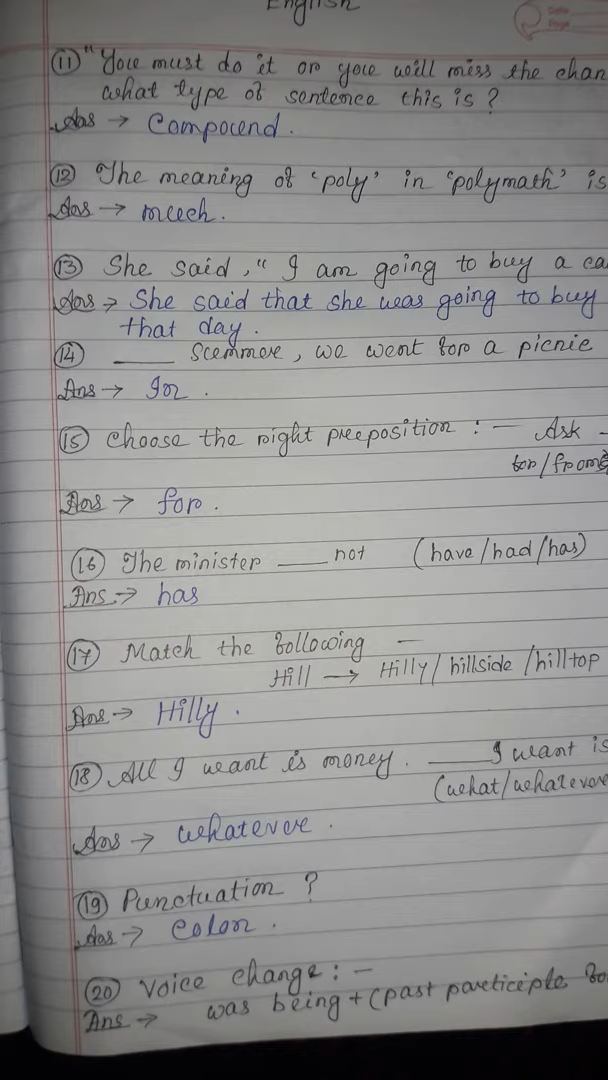 English
(11) "You must do it or you will miss the chan
what type of sentence this is ?
Ans → Compound.
(12) The meaning of 'poly' in 'polymath' is
Ans → much.
(13) She said, "I am going to buy a ca
Ans → She said that she was going to buy
that day.
(14) ____ Summer, we went for a picnic
Ans → In.
(15) Choose the right preposition : — Ask -
for/from
Ans → for.
(16) The minister ____ not (have/had/has)
Ans → has
(17) Match the following —
Hill → Hilly/hillside/hilltop
Ans → Hilly.
(18) All I want is money. ____ I want is
(what/whatever
Ans → whatever.
(19) Punctuation ?
Ans → Colon.
(20) Voice change : —
Ans → was being + (past participle fo